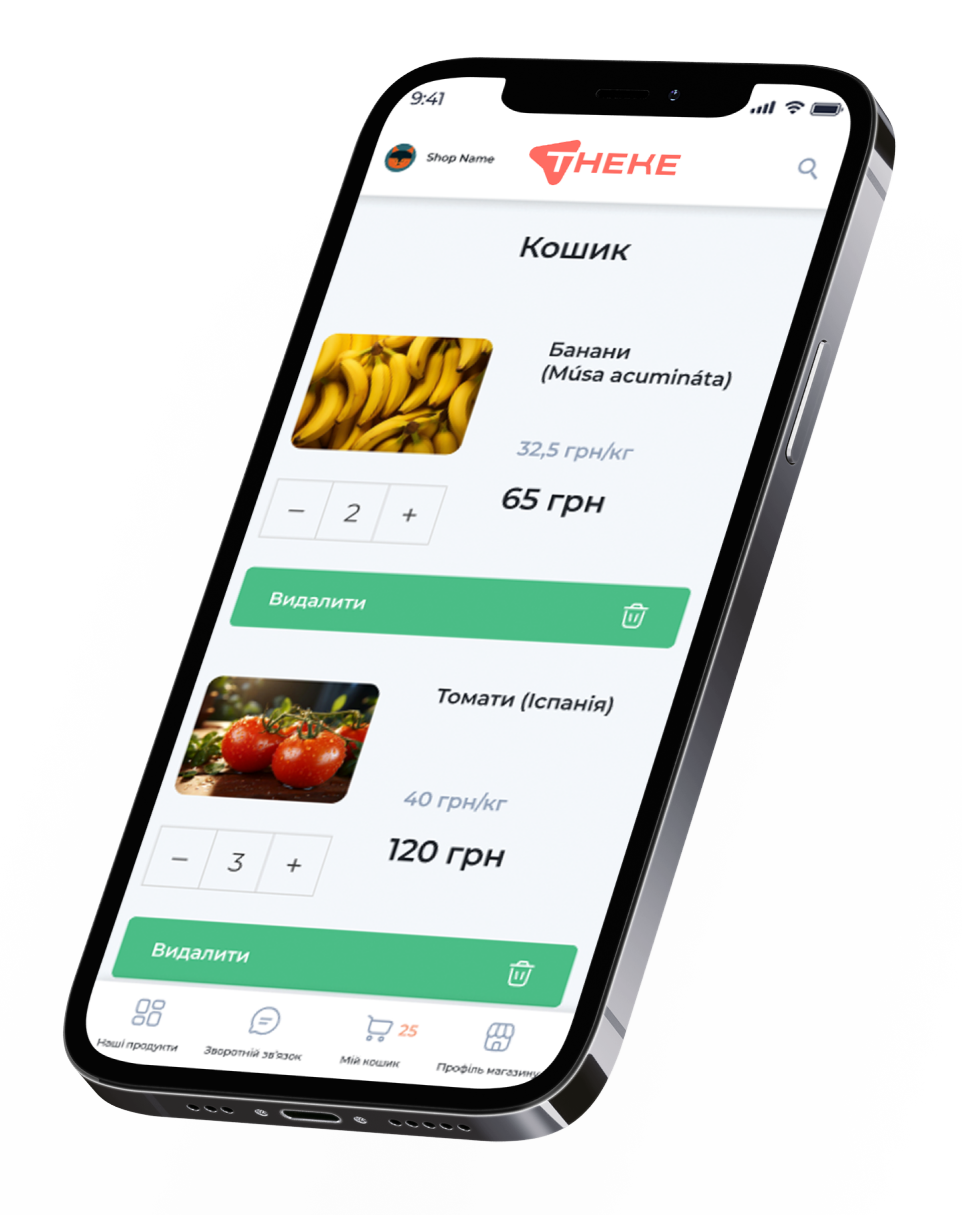 9:41
Shop Name
THEKE
Кошик
Банани
(Músa acumináta)
32,5 грн/кг
65 грн
− 2 +
Видалити
Томати (Іспанія)
40 грн/кг
120 грн
− 3 +
Видалити
25
Наші продукти
Зворотній зв'язок
Мій кошик
Профіль магазину